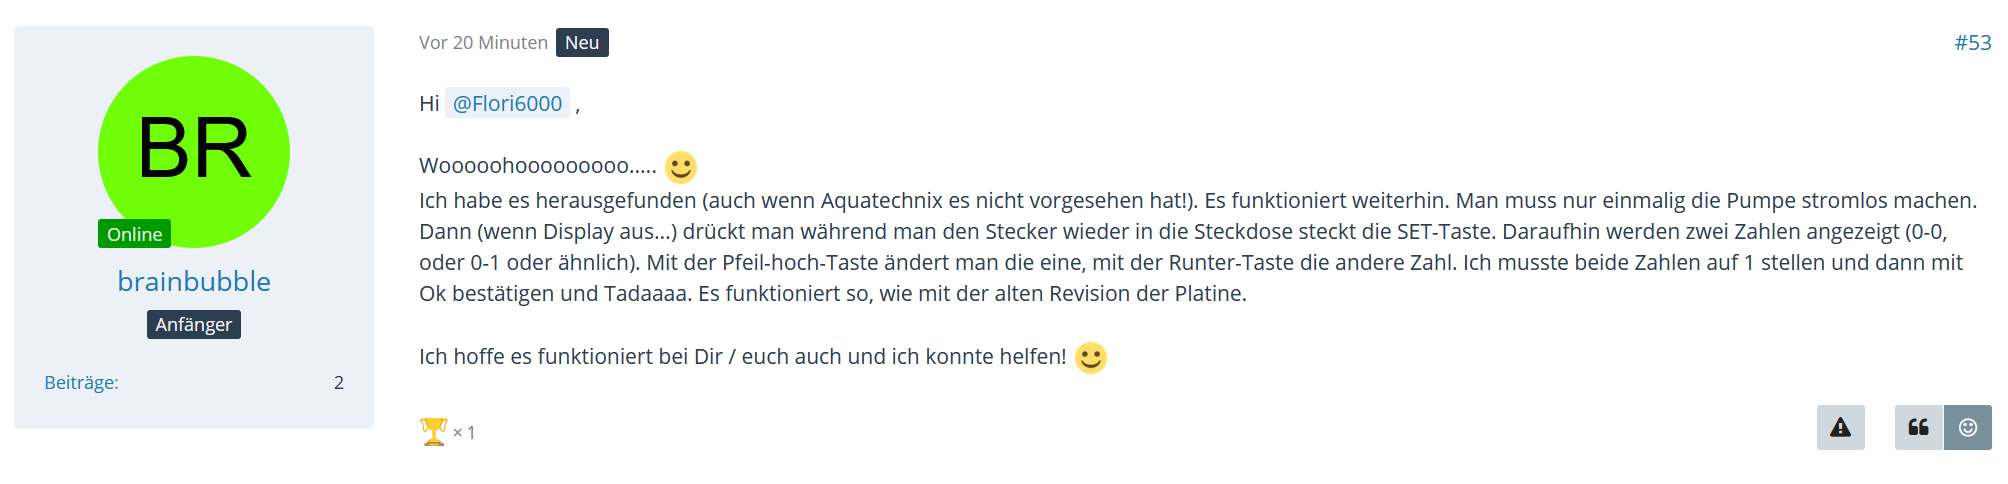 BR
Online
brainbubble
Anfänger
Beiträge: 2
Vor 20 Minuten Neu #53
Hi @Flori6000 ,
Wooooohooooooooo.....
Ich habe es herausgefunden (auch wenn Aquatechnix es nicht vorgesehen hat!). Es funktioniert weiterhin. Man muss nur einmalig die Pumpe stromlos machen.
Dann (wenn Display aus...) drückt man während man den Stecker wieder in die Steckdose steckt die SET-Taste. Daraufhin werden zwei Zahlen angezeigt (0-0,
oder 0-1 oder ähnlich). Mit der Pfeil-hoch-Taste ändert man die eine, mit der Runter-Taste die andere Zahl. Ich musste beide Zahlen auf 1 stellen und dann mit
Ok bestätigen und Tadaaaa. Es funktioniert so, wie mit der alten Revision der Platine.
Ich hoffe es funktioniert bei Dir / euch auch und ich konnte helfen!
× 1